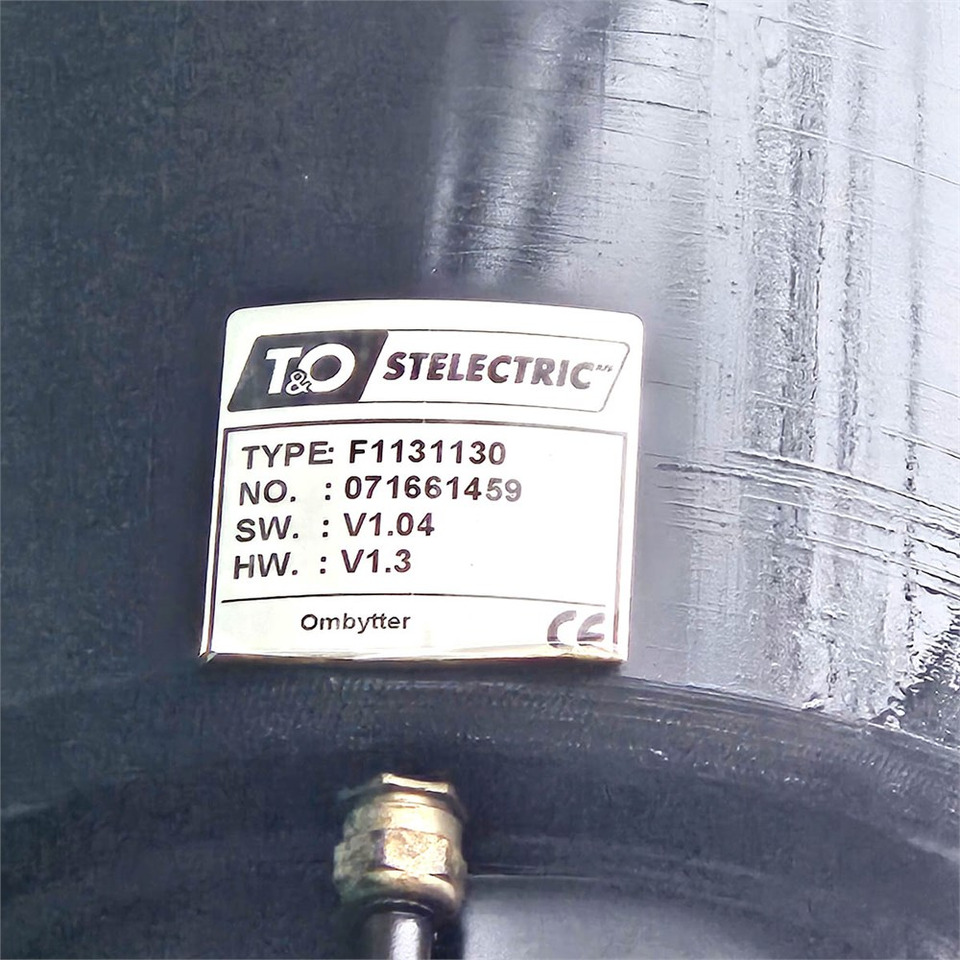 T&O STELECTRIC A/S
TYPE: F1131130
NO. : 071661459
SW. : V1.04
HW. : V1.3
Ombytter CE